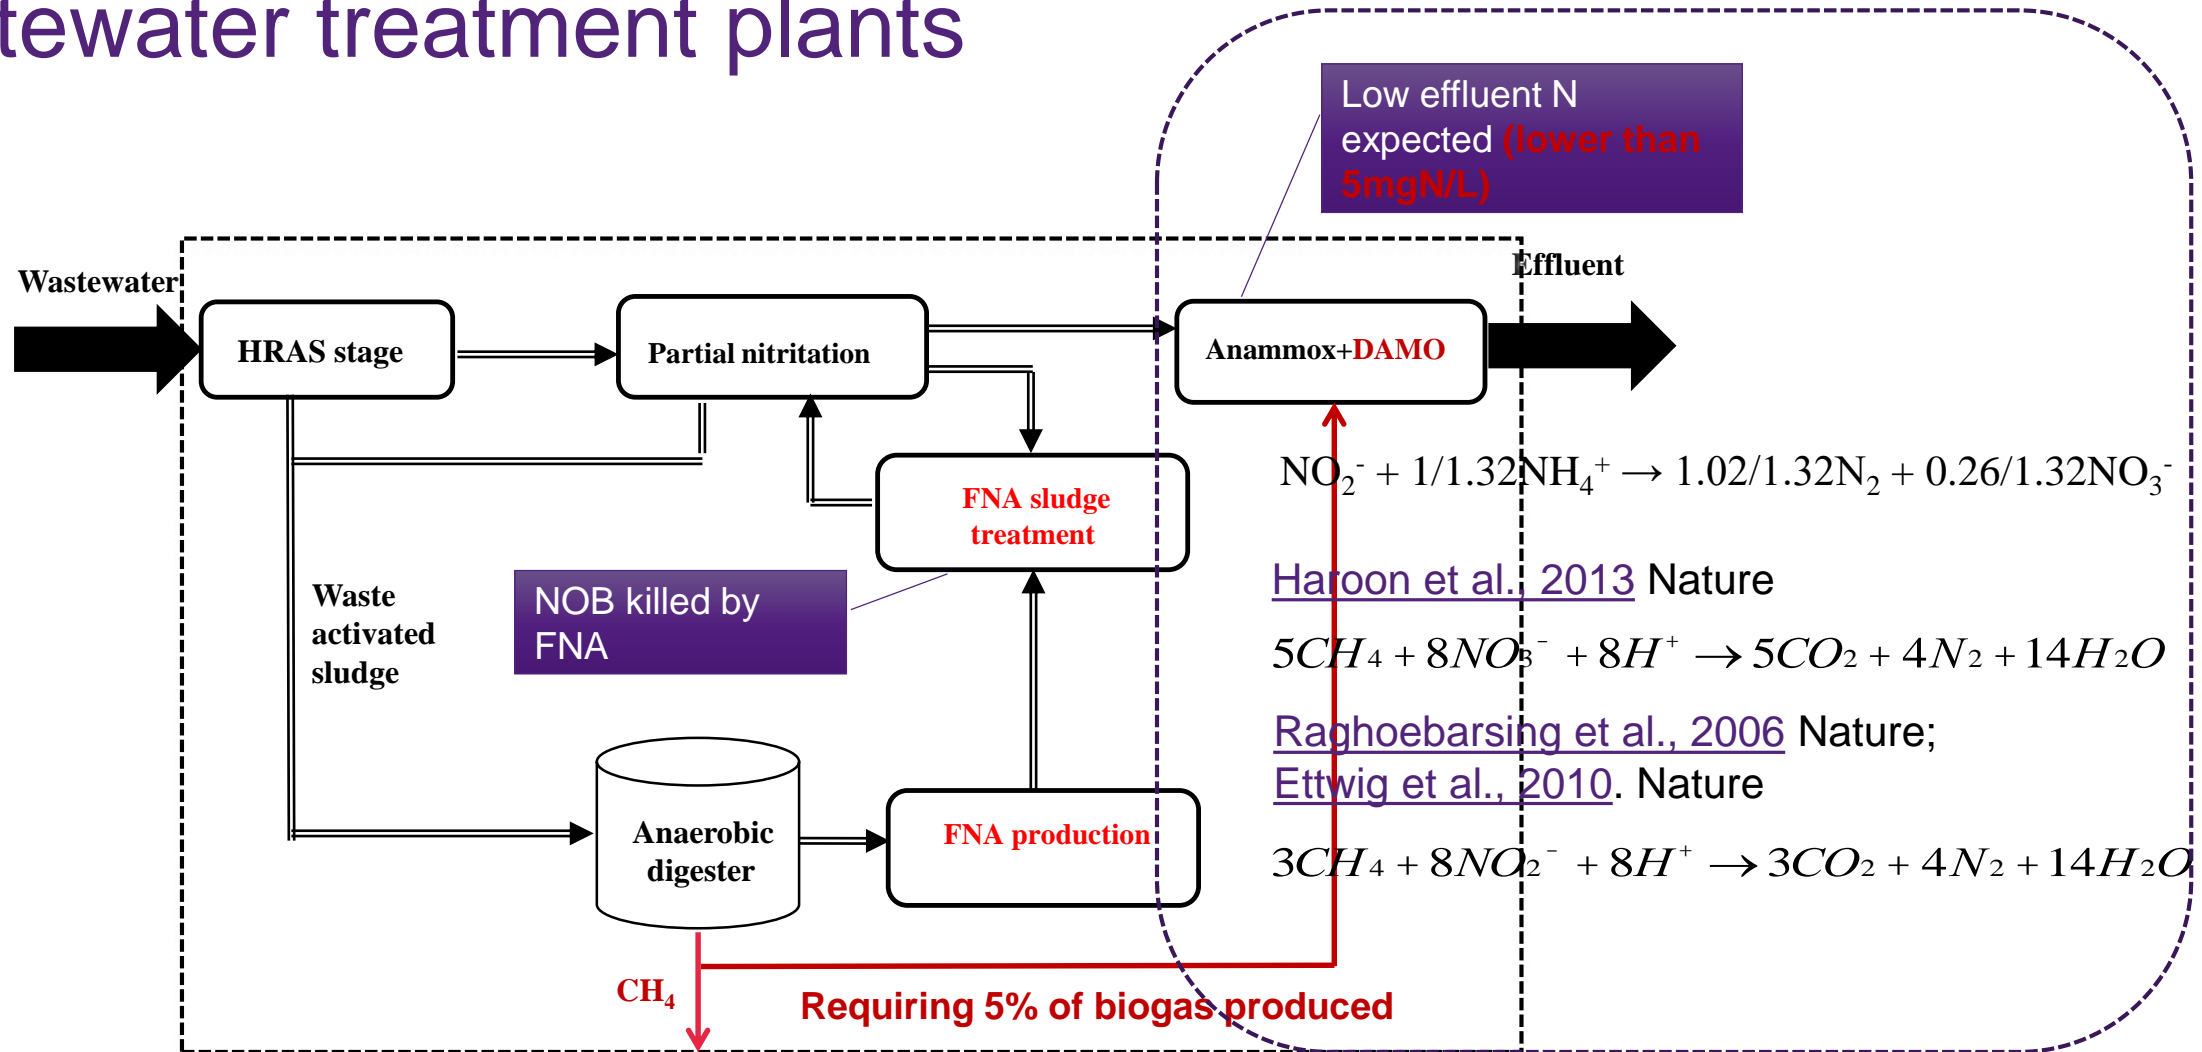 tewater treatment plants
Low effluent N
expected (lower than
5mgN/L)
Wastewater
Effluent
HRAS stage
Partial nitritation
Anammox+DAMO
NO₂⁻ + 1/1.32NH₄⁺ → 1.02/1.32N₂ + 0.26/1.32NO₃⁻
FNA sludge
treatment
Waste
activated
sludge
NOB killed by
FNA
Haroon et al., 2013 Nature
5CH₄ + 8NO₃⁻ + 8H⁺ → 5CO₂ + 4N₂ + 14H₂O
Raghoebarsing et al., 2006 Nature;
Ettwig et al., 2010. Nature
Anaerobic
digester
FNA production
3CH₄ + 8NO₂⁻ + 8H⁺ → 3CO₂ + 4N₂ + 14H₂O
CH₄
Requiring 5% of biogas produced